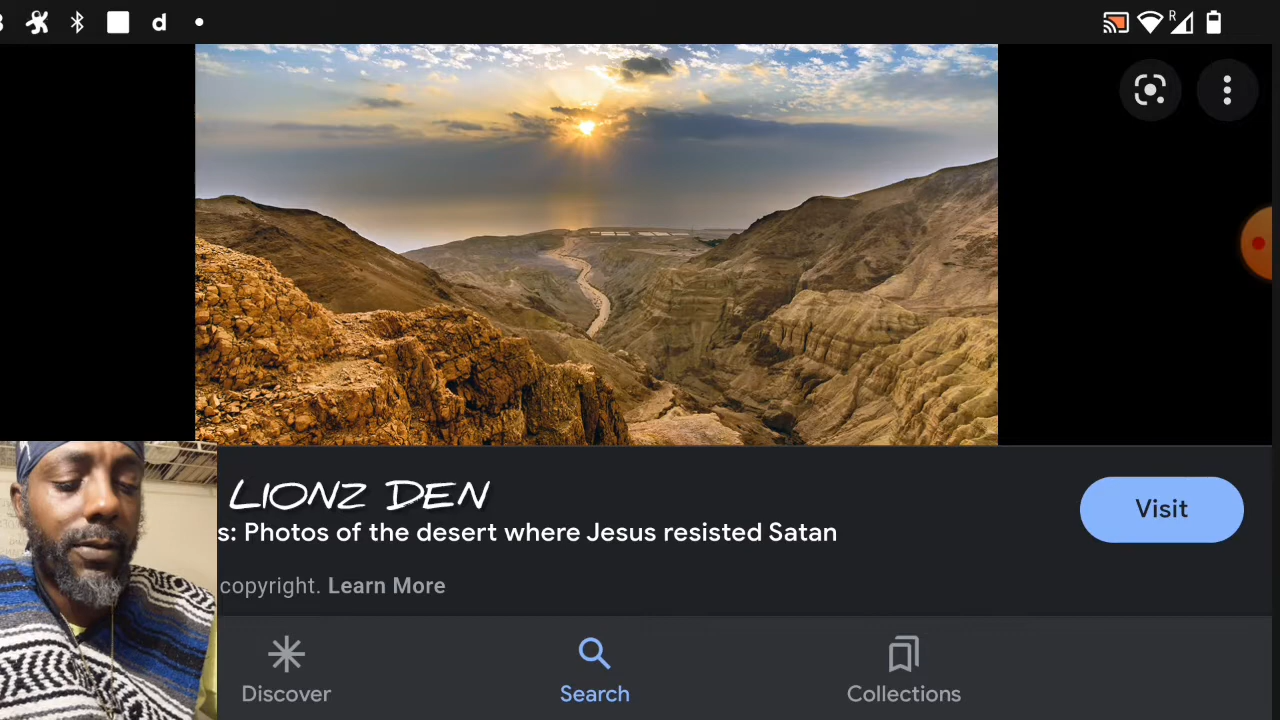 d
R
LIONZ DEN
s: Photos of the desert where Jesus resisted Satan
Visit
copyright. Learn More
Discover
Search
Collections